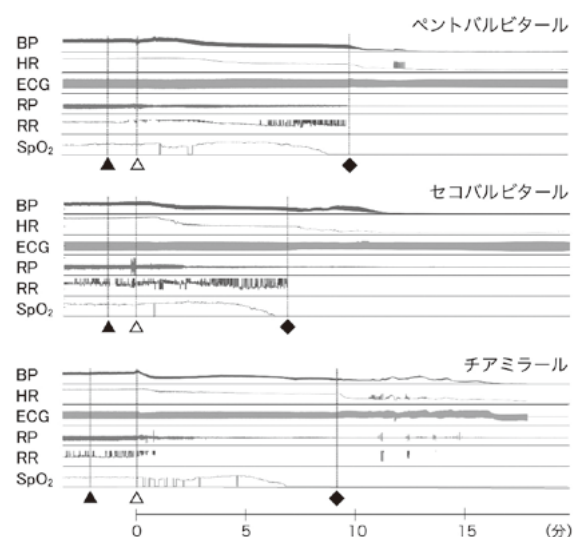 ペントバルビタール
BP
HR
ECG
RP
RR
SpO₂
▲ △ ◆
セコバルビタール
BP
HR
ECG
RP
RR
SpO₂
▲ △ ◆
チアミラール
BP
HR
ECG
RP
RR
SpO₂
▲ △ ◆
0 5 10 15 (分)